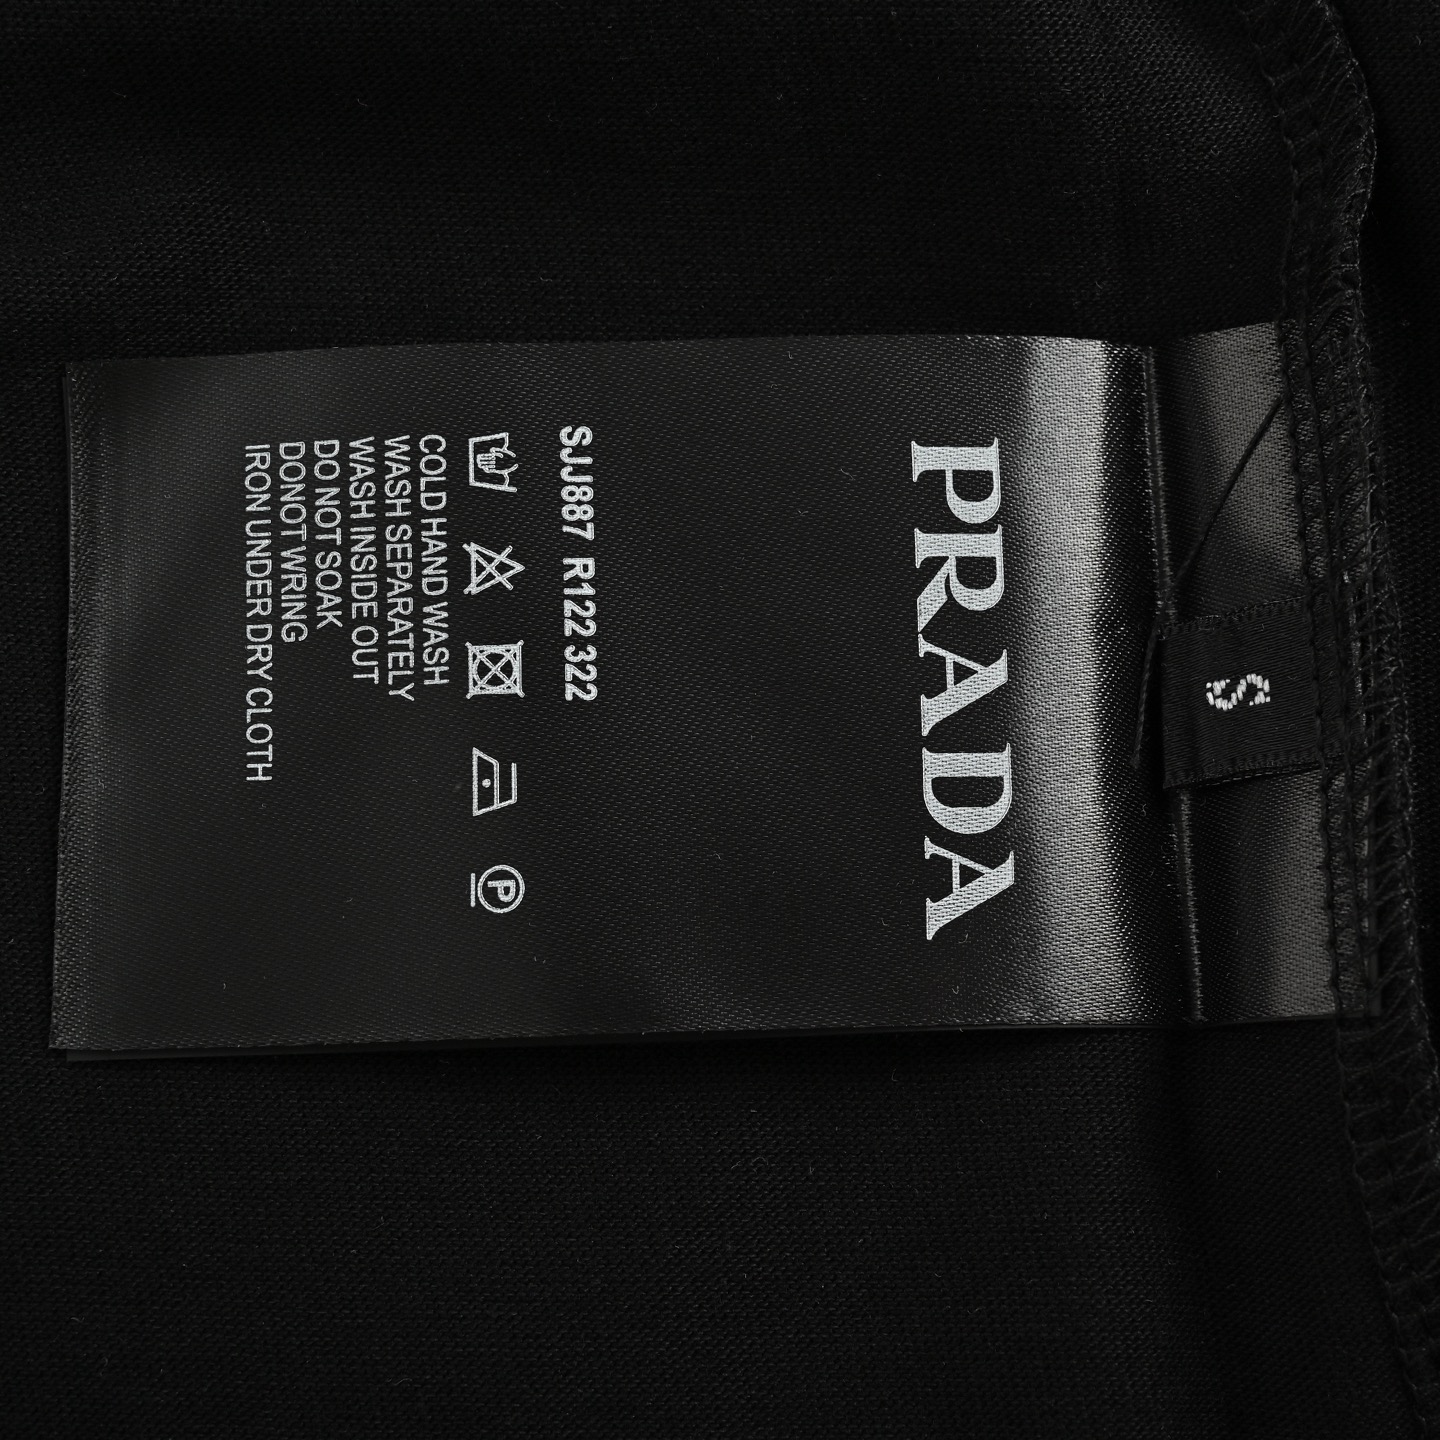 S
PRADA
SJJ887 R122 322
P
COLD HAND WASH
WASH SEPARATELY
WASH INSIDE OUT
DO NOT SOAK
DONOT WRING
IRON UNDER DRY CLOTH